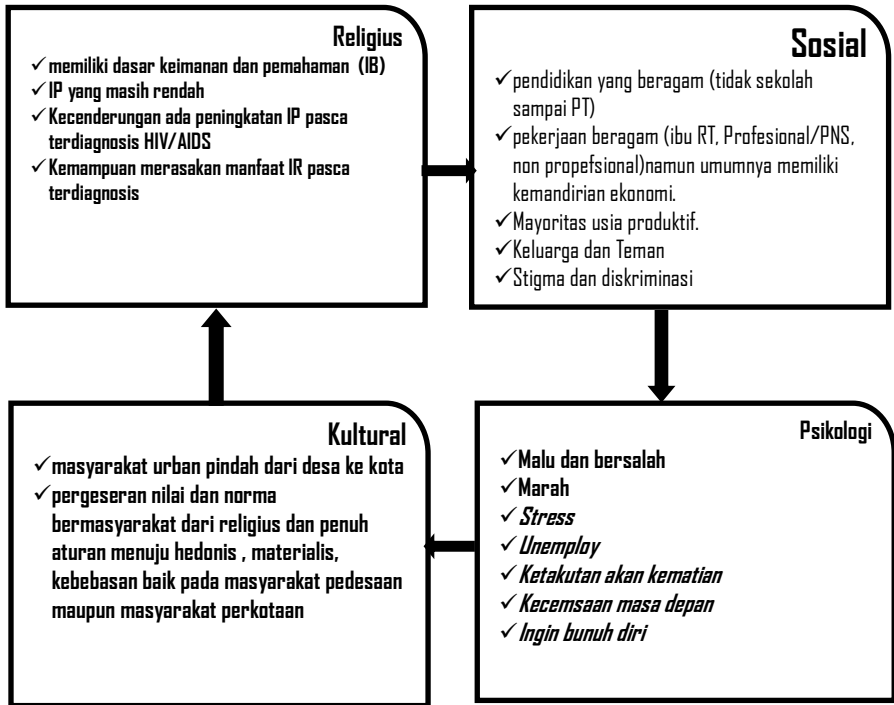 Religius
✓ memiliki dasar keimanan dan pemahaman (IB)
✓ IP yang masih rendah
✓ Kecenderungan ada peningkatan IP pasca
terdiagnosis HIV/AIDS
✓ Kemampuan merasakan manfaat IR pasca
terdiagnosis
Sosial
✓ pendidikan yang beragam (tidak sekolah
sampai PT)
✓ pekerjaan beragam (ibu RT, Profesional/PNS,
non propefsional)namun umumnya memiliki
kemandirian ekonomi.
✓ Mayoritas usia produktif.
✓ Keluarga dan Teman
✓ Stigma dan diskriminasi
Kultural
✓ masyarakat urban pindah dari desa ke kota
✓ pergeseran nilai dan norma
bermasyarakat dari religius dan penuh
aturan menuju hedonis , materialis,
kebebasan baik pada masyarakat pedesaan
maupun masyarakat perkotaan
Psikologi
✓ Malu dan bersalah
✓ Marah
✓ Stress
✓ Unemploy
✓ Ketakutan akan kematian
✓ Kecemsaan masa depan
✓ Ingin bunuh diri